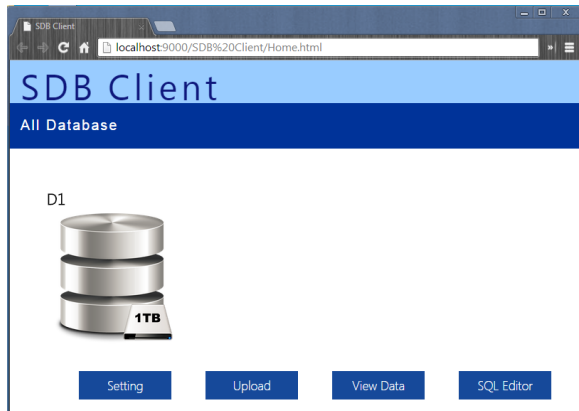 SDB Client
localhost:9000/SDB%20Client/Home.html
SDB Client
All Database
D1
1TB
Setting
Upload
View Data
SQL Editor